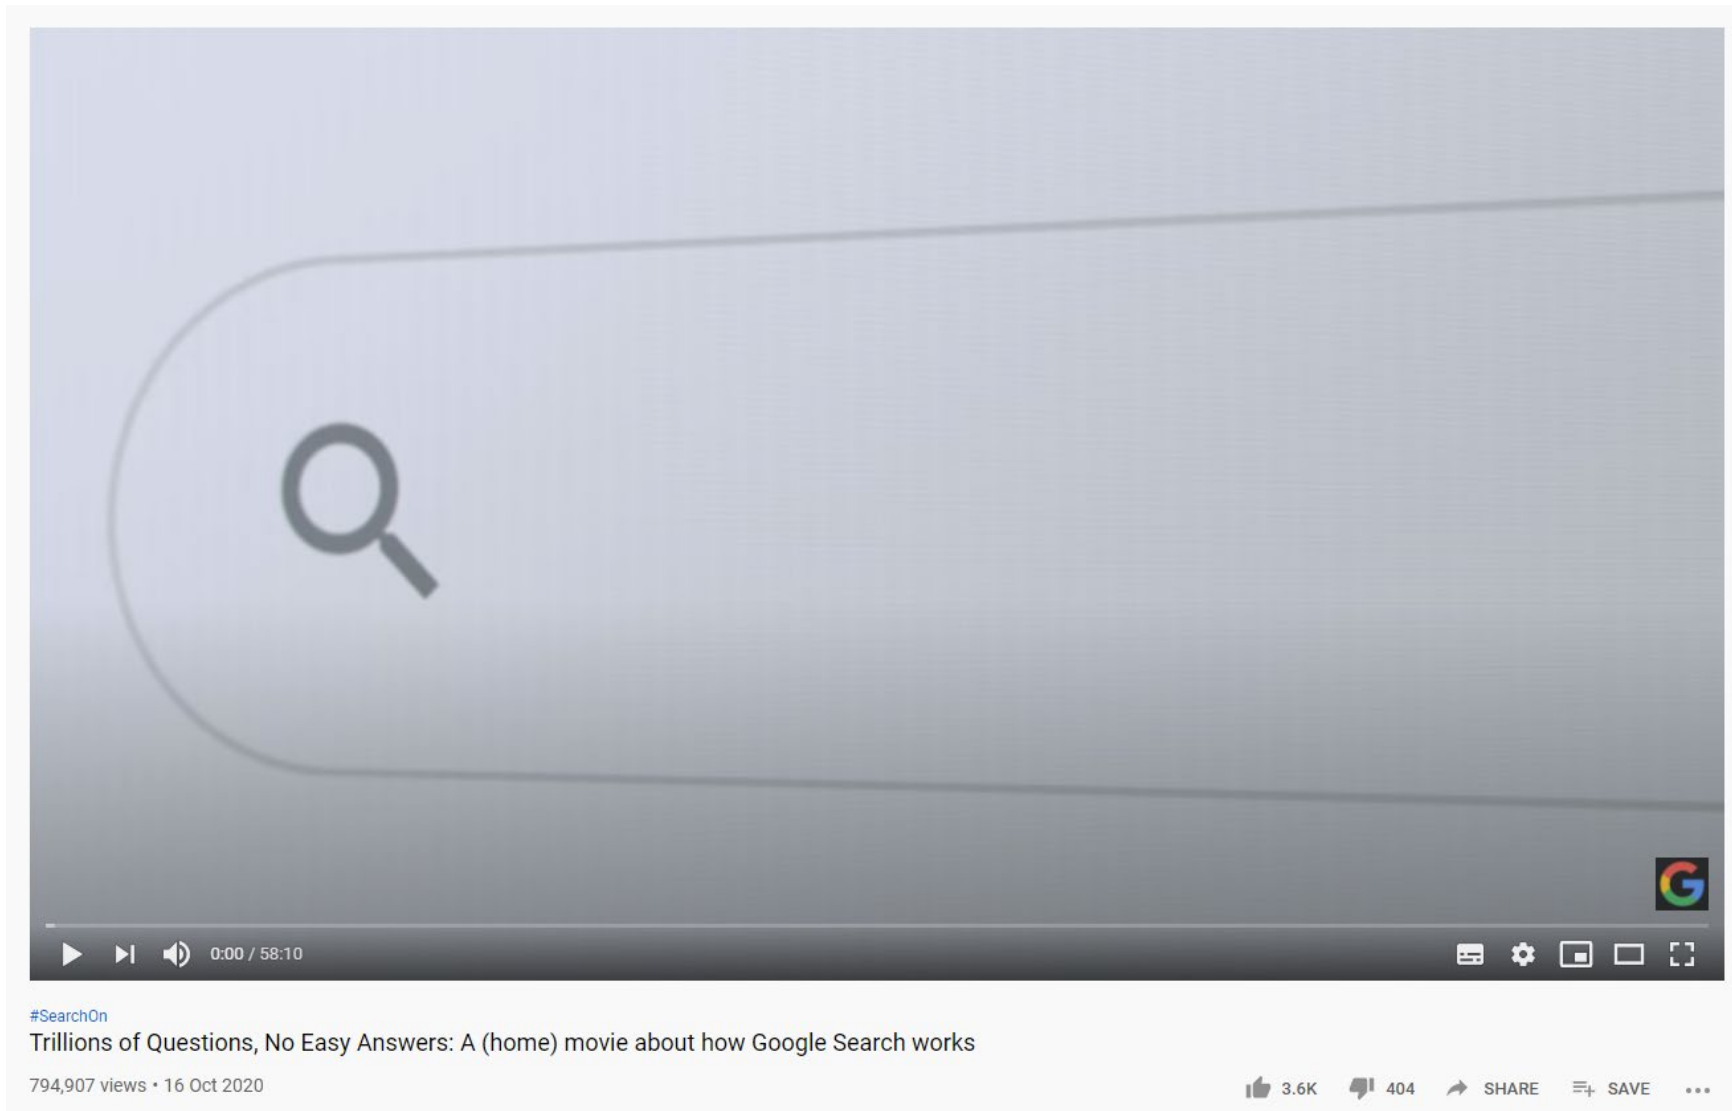 0:00 / 58:10
#SearchOn
Trillions of Questions, No Easy Answers: A (home) movie about how Google Search works
794,907 views • 16 Oct 2020
3.6K 404 SHARE SAVE